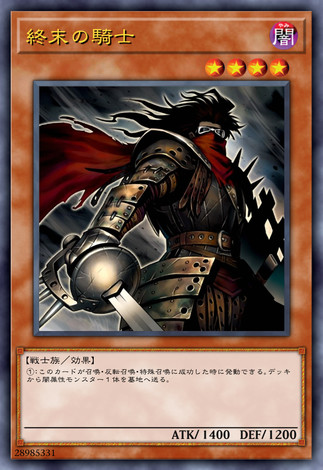 終末の騎士
闇
やみ
【戦士族／効果】
①：このカードが召喚・反転召喚・特殊召喚に成功した時に発動できる。デッキ
から闇属性モンスター１体を墓地へ送る。
ATK/ 1400 DEF/ 1200
28985331